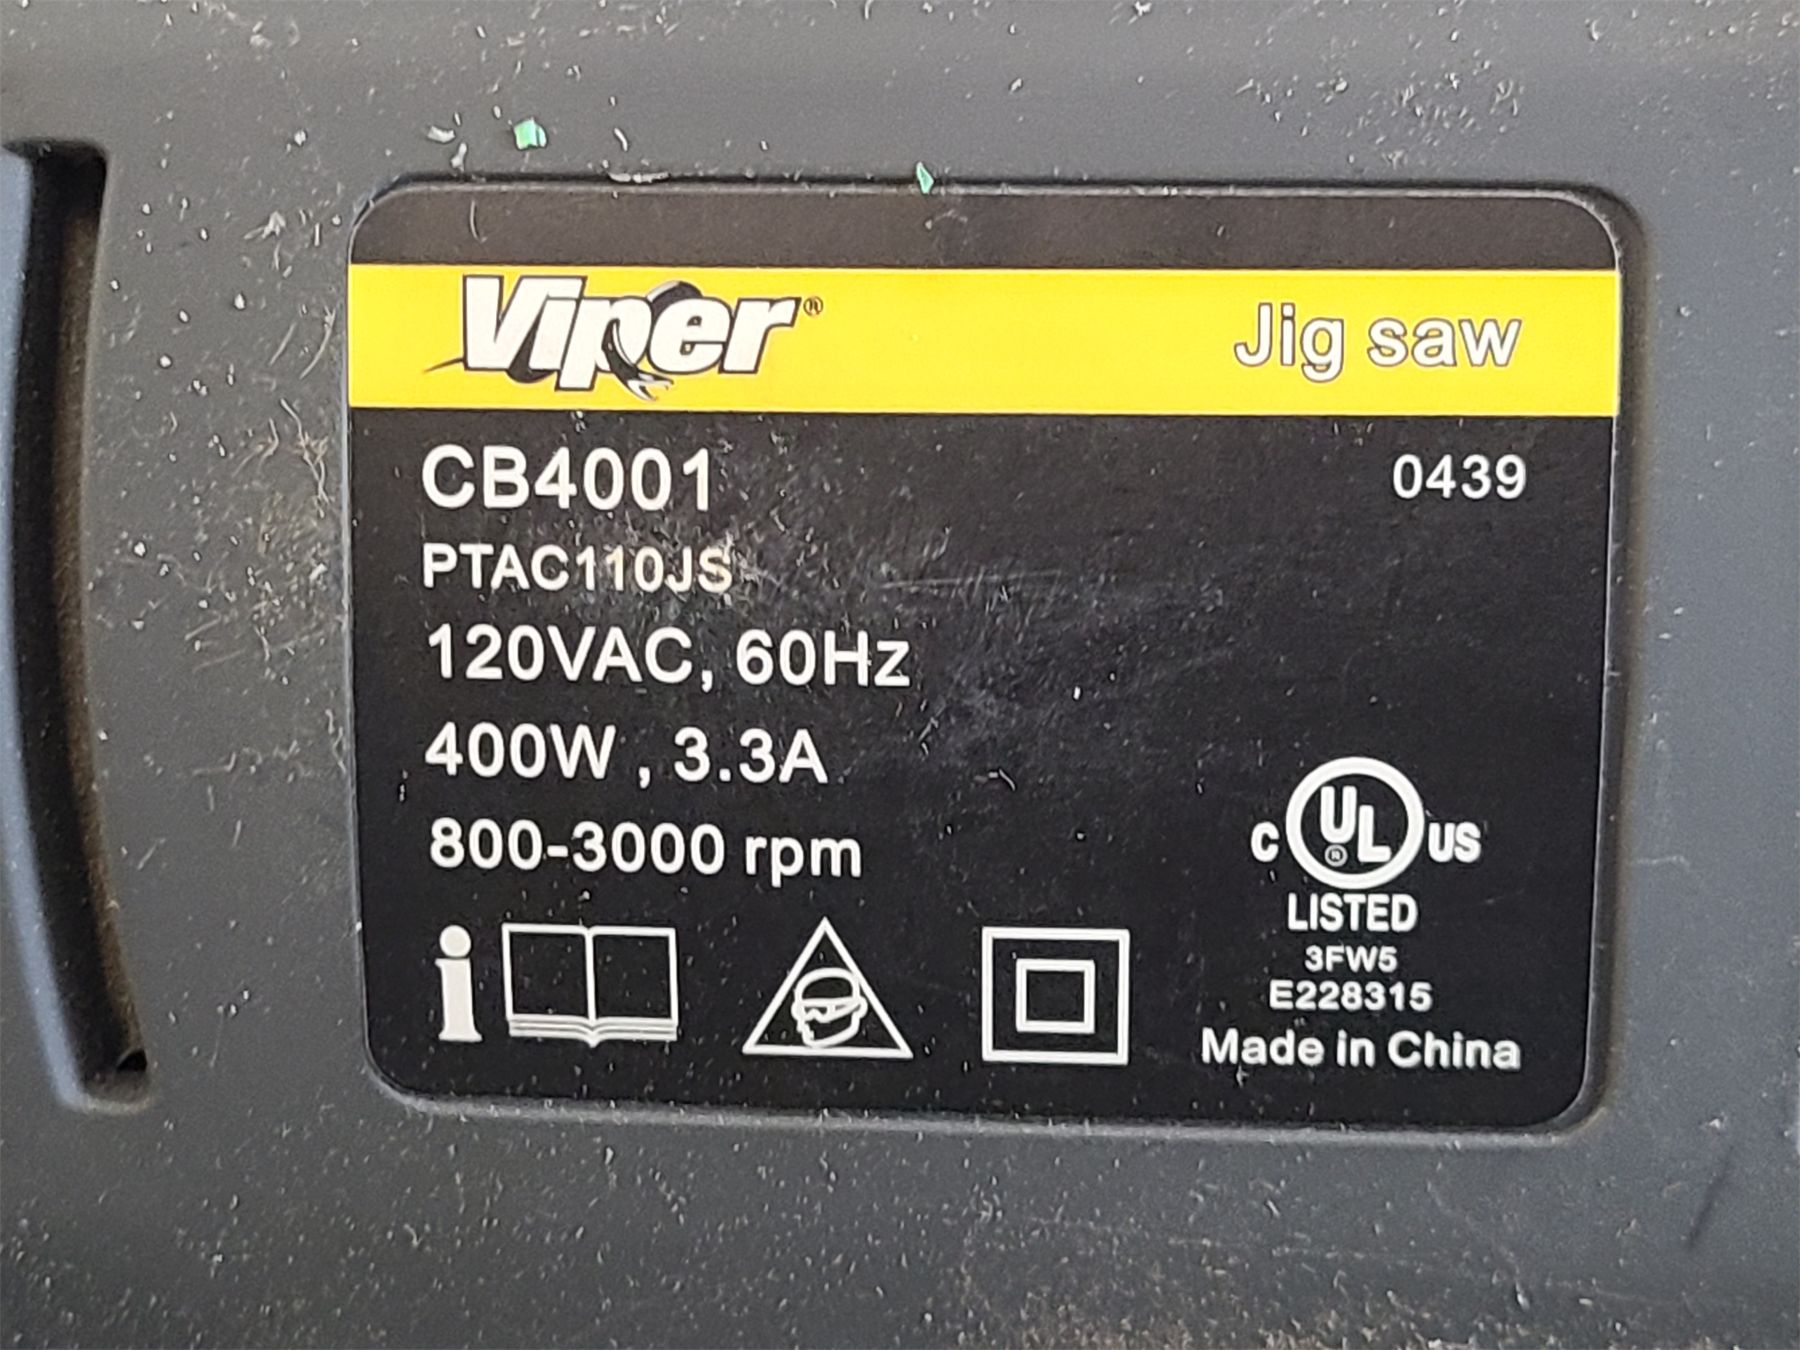 Viper®
Jig saw
CB4001
0439
PTAC110JS
120VAC, 60Hz
400W , 3.3A
800-3000 rpm
i
C UL® US
LISTED
3FW5
E228315
Made in China